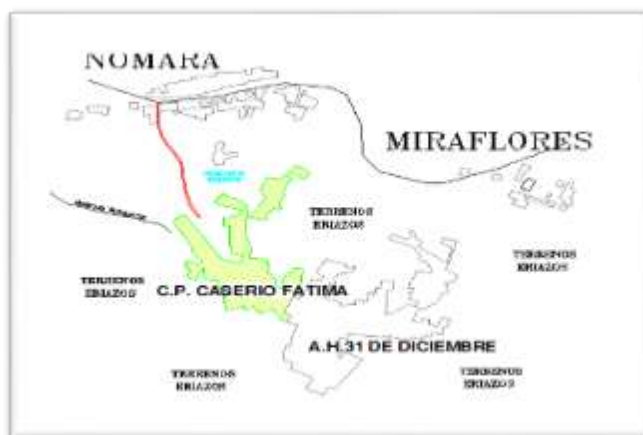 NOMARA
MIRAFLORES
TERRENOS
ERIAZOS
TERRENOS
ERIAZOS
TERRENOS
ERIAZOS
C.P. CASERIO FATIMA
A.H.31 DE DICIEMBRE
TERRENOS
ERIAZOS
TERRENOS
ERIAZOS